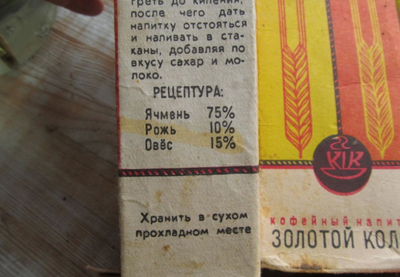 греть до кипения,
после чего дать
напитку отстояться
и наливать в ста-
каны, добавляя по
вкусу сахар и мо-
локо.
РЕЦЕПТУРА:
Ячмень 75%
Рожь 10%
Овёс 15%
Хранить в сухом
прохладном месте
КІК
кофейный напит
ЗОЛОТОЙ КОЛ